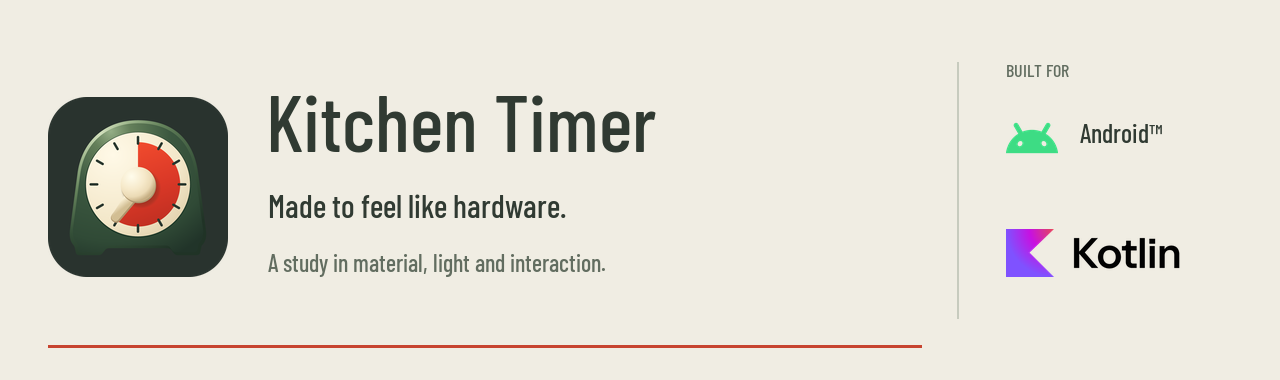 Kitchen Timer
Made to feel like hardware.
A study in material, light and interaction.
BUILT FOR
Android™
Kotlin